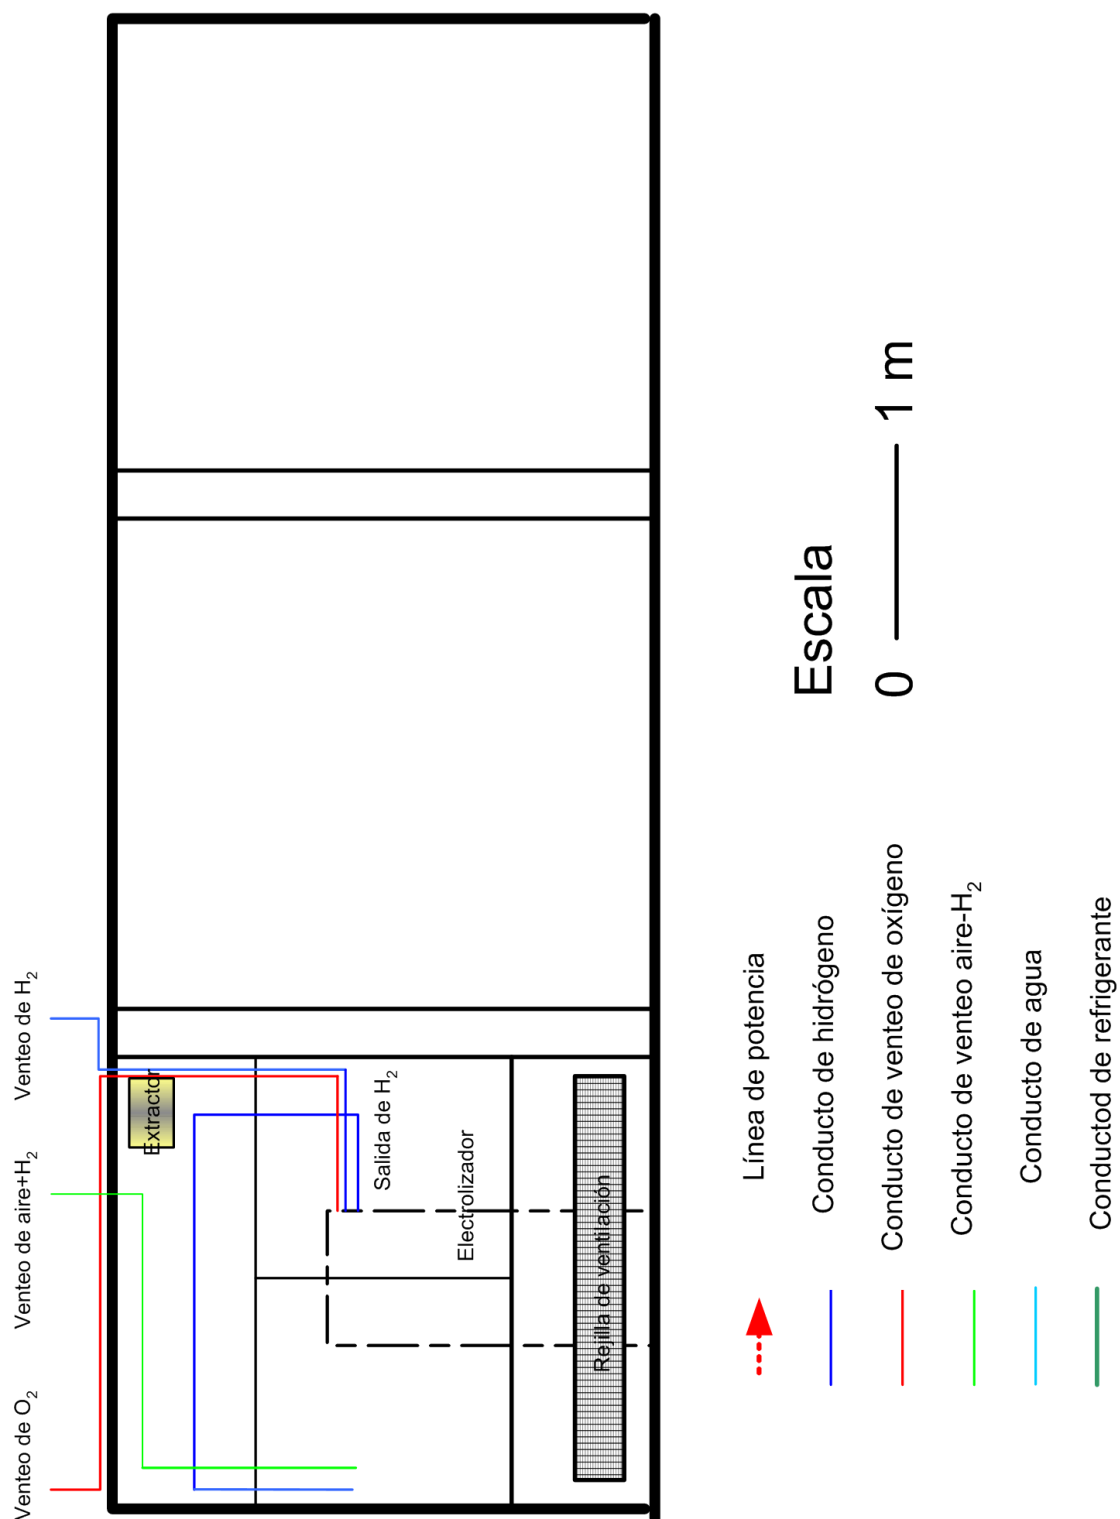 Venteo de O2
Venteo de aire+H2
Venteo de H2
Extractor
Salida de H2
Electrolizador
Rejilla de ventilación
Escala
0
1 m
Línea de potencia
Conducto de hidrógeno
Conducto de venteo de oxígeno
Conducto de venteo aire-H2
Conducto de agua
Conductod de refrigerante